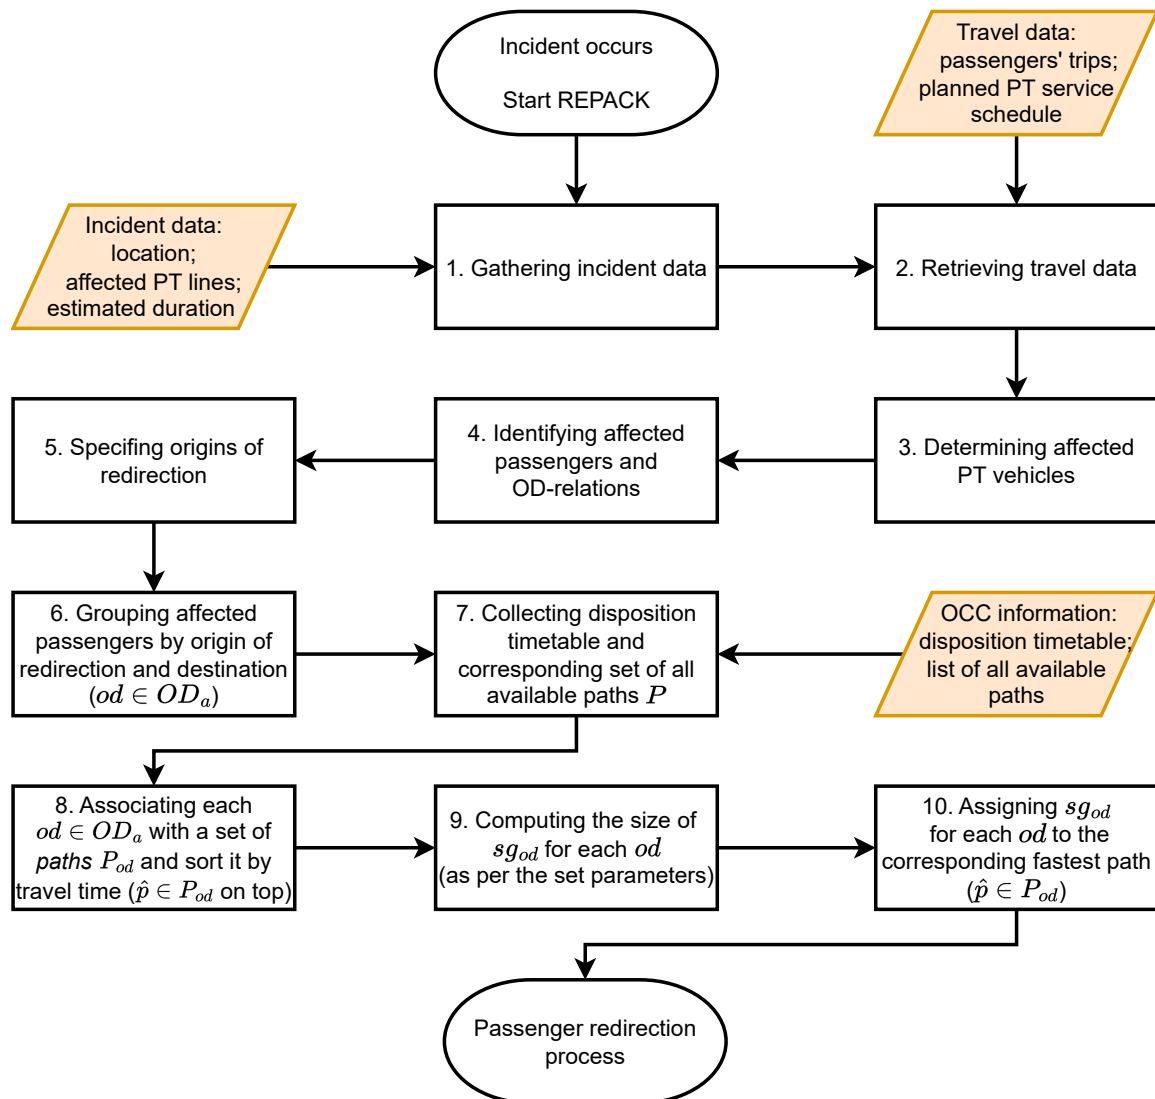 Incident occurs
Start REPACK
Travel data:
passengers' trips;
planned PT service
schedule
Incident data:
location;
affected PT lines;
estimated duration
1. Gathering incident data
2. Retrieving travel data
3. Determining affected
PT vehicles
4. Identifying affected
passengers and
OD-relations
5. Specifing origins of
redirection
6. Grouping affected
passengers by origin of
redirection and destination
(od ∈ OD_a)
7. Collecting disposition
timetable and
corresponding set of all
available paths P
OCC information:
disposition timetable;
list of all available
paths
8. Associating each
od ∈ OD_a with a set of
paths P_od and sort it by
travel time (p̂ ∈ P_od on top)
9. Computing the size of
sg_od for each od
(as per the set parameters)
10. Assigning sg_od
for each od to the
corresponding fastest path
(p̂ ∈ P_od)
Passenger redirection
process